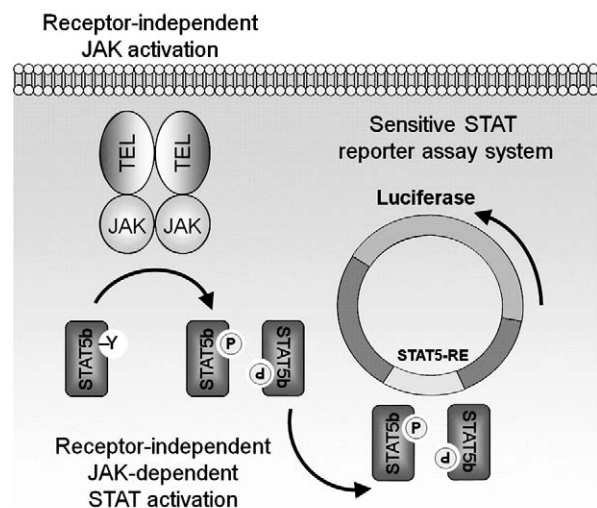 Receptor-independent
JAK activation
TEL
TEL
JAK
JAK
Sensitive STAT
reporter assay system
Luciferase
STAT5-RE
STAT5b
Y
STAT5b
P
P
STAT5b
STAT5b
P
P
STAT5b
Receptor-independent
JAK-dependent
STAT activation